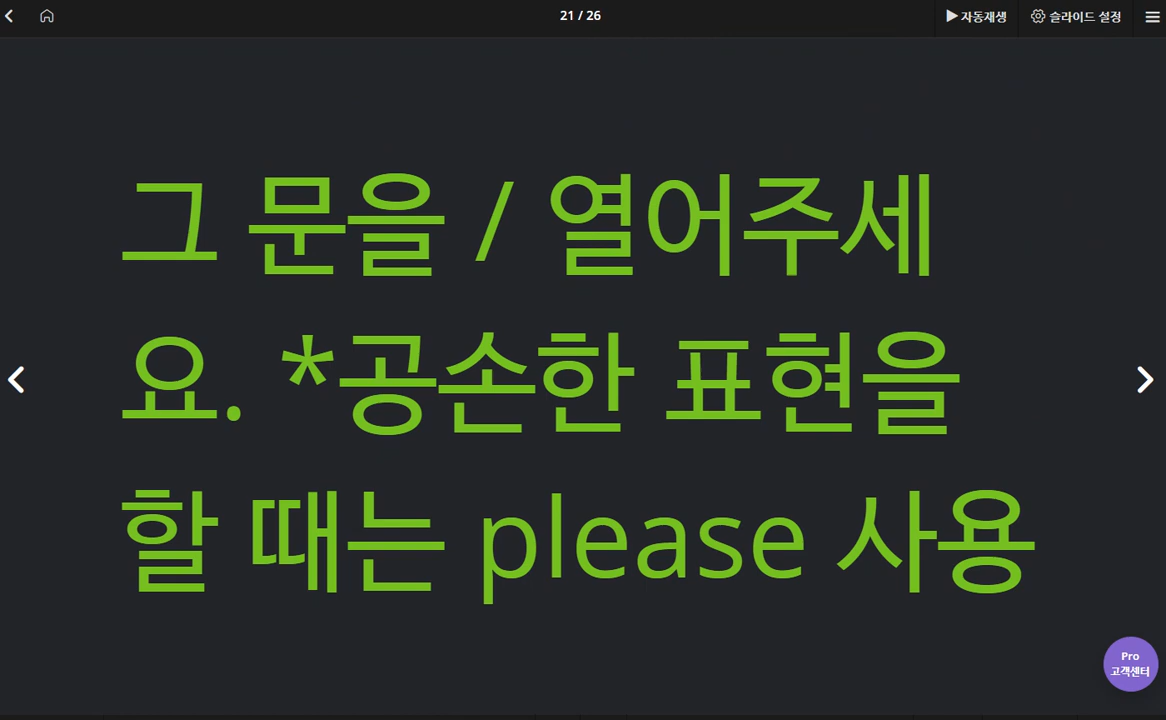 21 / 26
▶ 자동재생
슬라이드 설정
그 문을 / 열어주세
요. *공손한 표현을
할 때는 please 사용
Pro
고객센터